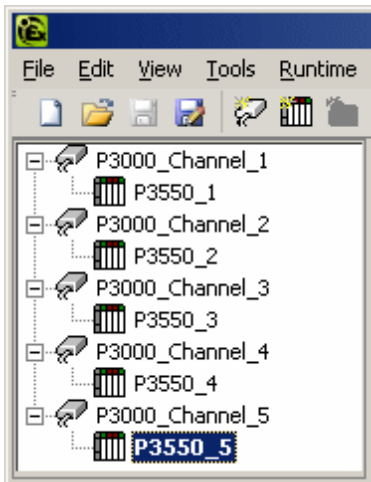 File Edit View Tools Runtime
P3000_Channel_1
P3550_1
P3000_Channel_2
P3550_2
P3000_Channel_3
P3550_3
P3000_Channel_4
P3550_4
P3000_Channel_5
P3550_5